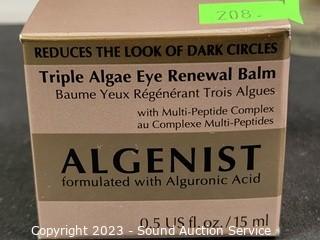 208.
REDUCES THE LOOK OF DARK CIRCLES
Triple Algae Eye Renewal Balm
Baume Yeux Régénérant Trois Algues
with Multi-Peptide Complex
au Complexe Multi-Peptides
ALGENIST
formulated with Alguronic Acid
0.5 US fl. oz. / 15 ml
Copyright 2023 - Sound Auction Service